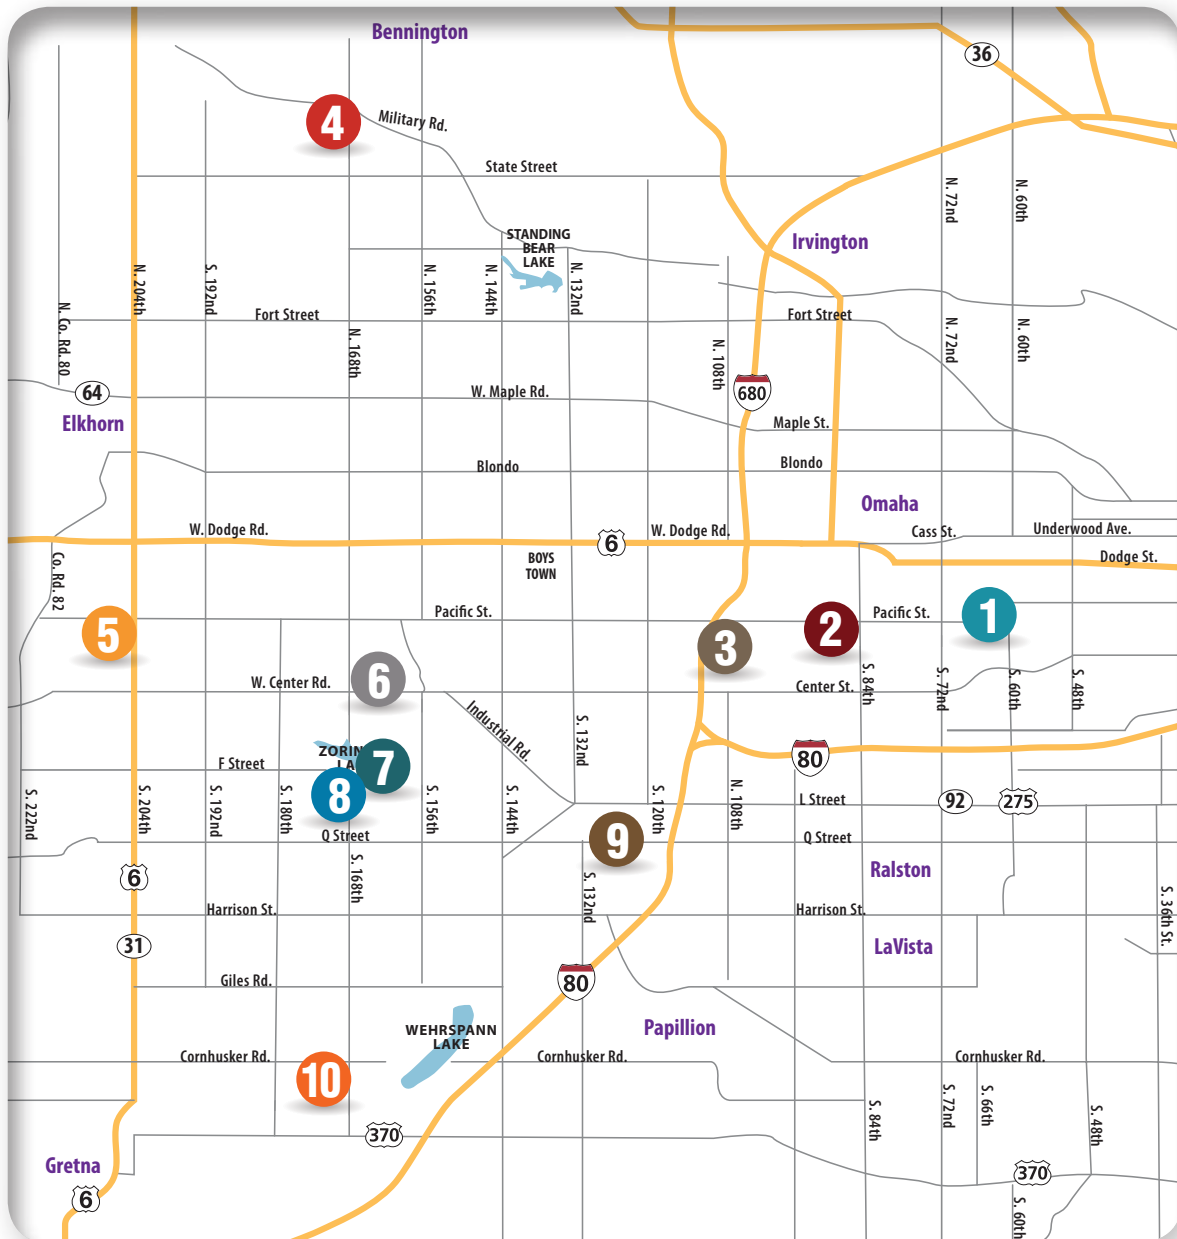 Bennington
36
4
Military Rd.
State Street
N. 72nd
N. 60th
STANDING
BEAR
LAKE
Irvington
N. 204th
S. 192nd
N. 156th
N. 144th
N. 132nd
N. Co. Rd. 80
Fort Street
Fort Street
N. 168th
N. 108th
N. 72nd
N. 60th
64
W. Maple Rd.
680
Elkhorn
Maple St.
Blondo
Blondo
Omaha
W. Dodge Rd.
6
W. Dodge Rd.
Cass St.
Underwood Ave.
BOYS
TOWN
Dodge St.
Co. Rd. 82
5
Pacific St.
3
2
Pacific St.
1
W. Center Rd.
6
Center St.
S. 84th
S. 72nd
S. 60th
S. 48th
Industrial Rd.
S. 132nd
ZORIN
LA
7
80
F Street
8
S. 222nd
S. 204th
S. 192nd
S. 180th
S. 156th
S. 144th
S. 120th
N. 108th
L Street
92
275
Q Street
9
Q Street
6
S. 168th
S. 132nd
Ralston
S. 36th St.
Harrison St.
Harrison St.
31
LaVista
Giles Rd.
80
WEHRSPANN
LAKE
Papillion
Cornhusker Rd.
Cornhusker Rd.
Cornhusker Rd.
10
S. 84th
S. 72nd
S. 66th
S. 48th
370
Gretna
370
6
S. 60th